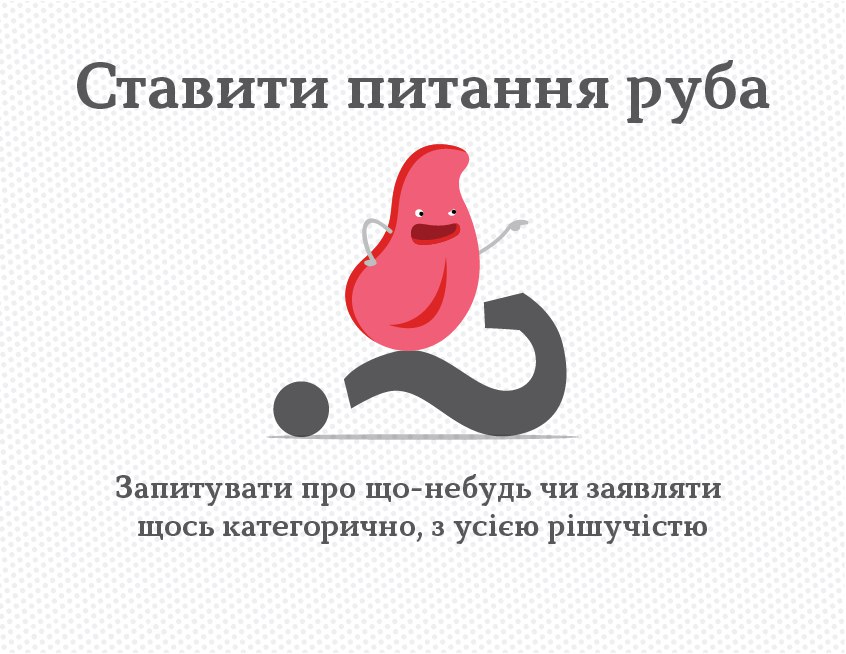 Ставити питання руба
Запитувати про що-небудь чи заявляти
щось категорично, з усією рішучістю